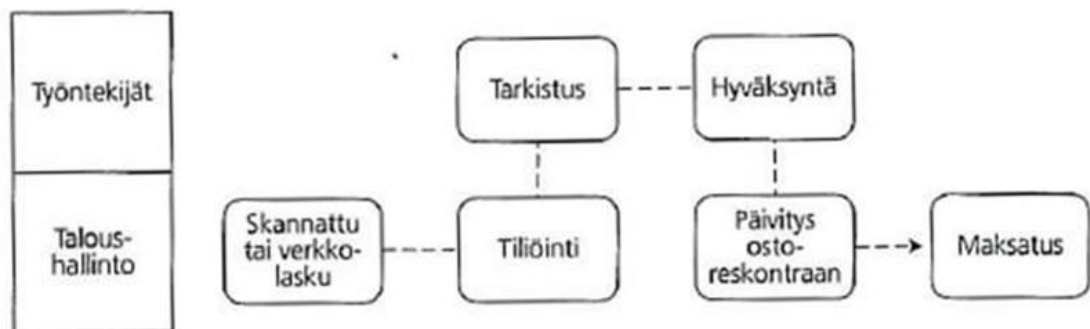 Työntekijät
Tarkistus
Hyväksyntä
Talous-
hallinto
Skannattu
tai verkko-
lasku
Tiliöinti
Päivitys
osto-
reskontraan
Maksatus